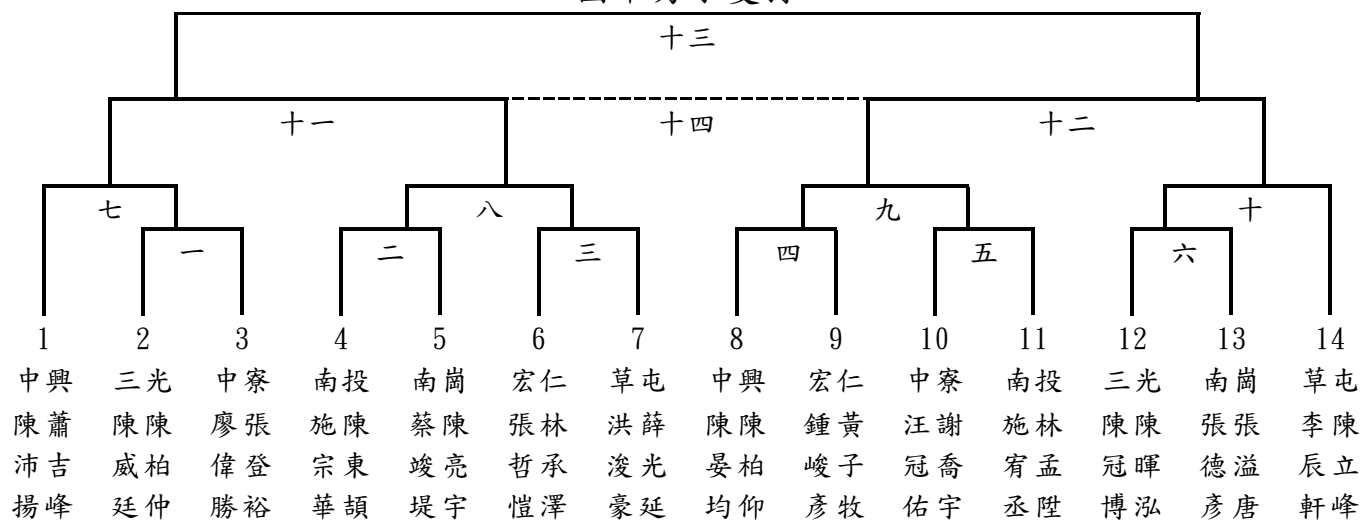 十三
十一 十四 十二
七 八 九 十
一 二 三 四 五 六
1 2 3 4 5 6 7 8 9 10 11 12 13 14
中興 三光 中寮 南投 南崗 宏仁 草屯 中興 宏仁 中寮 南投 三光 南崗 草屯
陳蕭 陳陳 廖張 施陳 蔡陳 張林 洪薛 陳陳 鍾黃 汪謝 施林 陳陳 張張 李陳
沛吉 威柏 偉登 宗東 竣亮 哲承 浚光 晏柏 峻子 冠喬 宥孟 冠暉 德溢 辰立
揚峰 廷仲 勝裕 華頡 堤宇 愷澤 豪延 均仰 彥牧 佑宇 丞陞 博泓 彥唐 軒峰